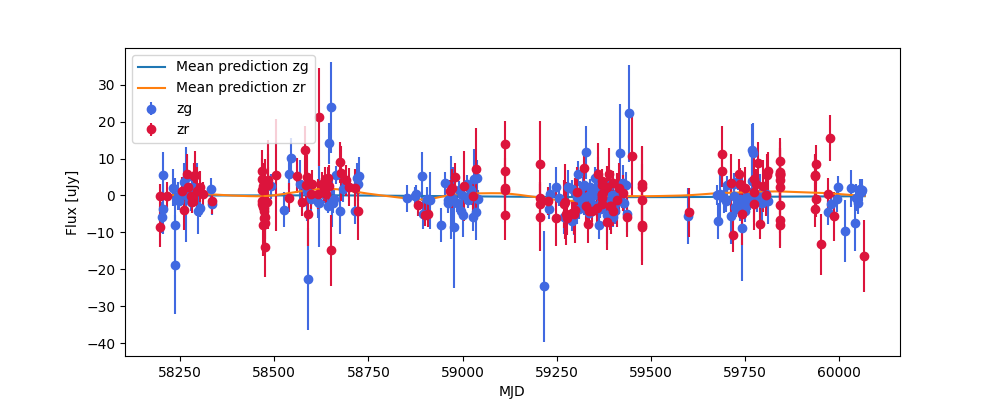 Mean prediction zg
Mean prediction zr
zg
zr
Flux [uJy]
30
20
10
0
−10
−20
−30
−40
58250 58500 58750 59000 59250 59500 59750 60000
MJD